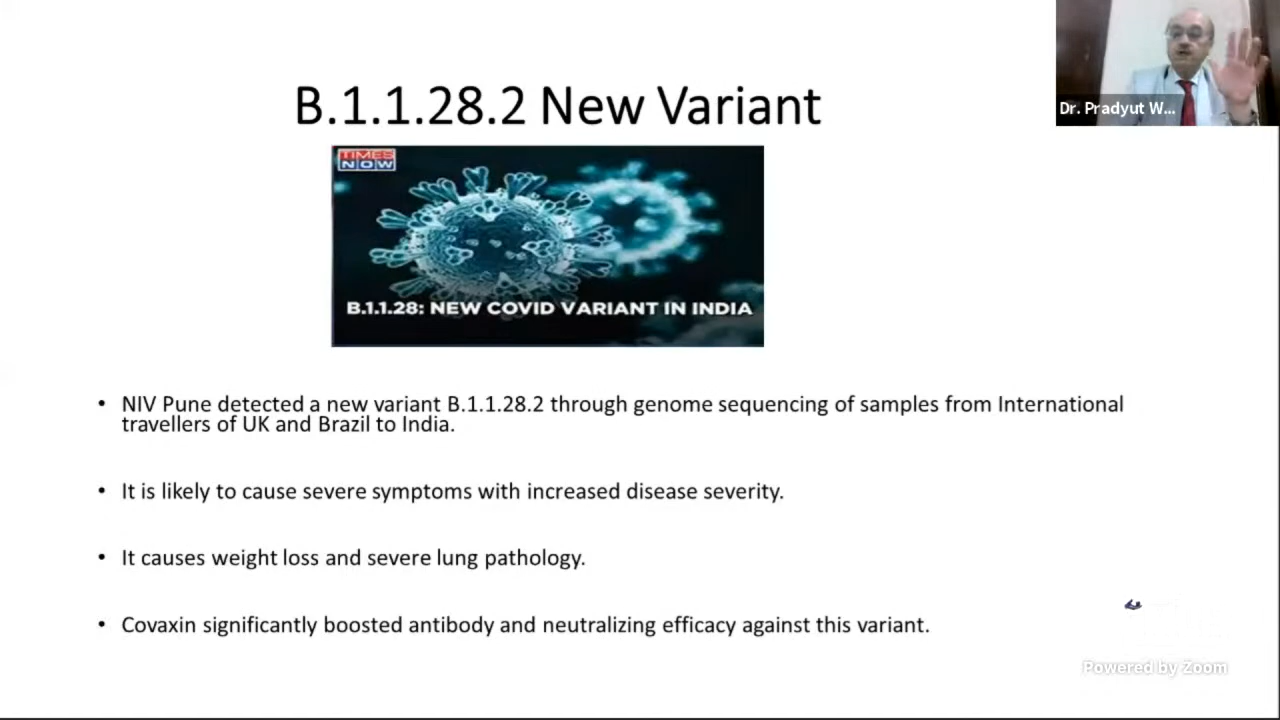 B.1.1.28.2 New Variant
Dr. Pradyut W...
TIMES
NOW
B.1.1.28: NEW COVID VARIANT IN INDIA
• NIV Pune detected a new variant B.1.1.28.2 through genome sequencing of samples from International
travellers of UK and Brazil to India.
• It is likely to cause severe symptoms with increased disease severity.
• It causes weight loss and severe lung pathology.
• Covaxin significantly boosted antibody and neutralizing efficacy against this variant.
Powered by Zoom